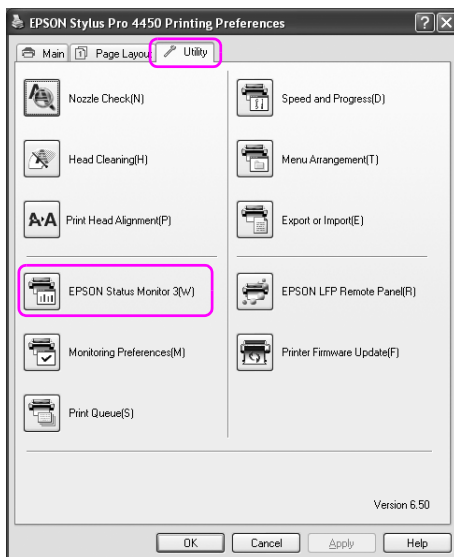 EPSON Stylus Pro 4450 Printing Preferences
Main
Page Layou
Utility
Nozzle Check(N)
Speed and Progress(D)
Head Cleaning(H)
Menu Arrangement(T)
A·A
Print Head Alignment(P)
Export or Import(E)
EPSON Status Monitor 3(W)
EPSON LFP Remote Panel(R)
Monitoring Preferences(M)
Printer Firmware Update(F)
Print Queue(S)
Version 6.50
OK
Cancel
Apply
Help